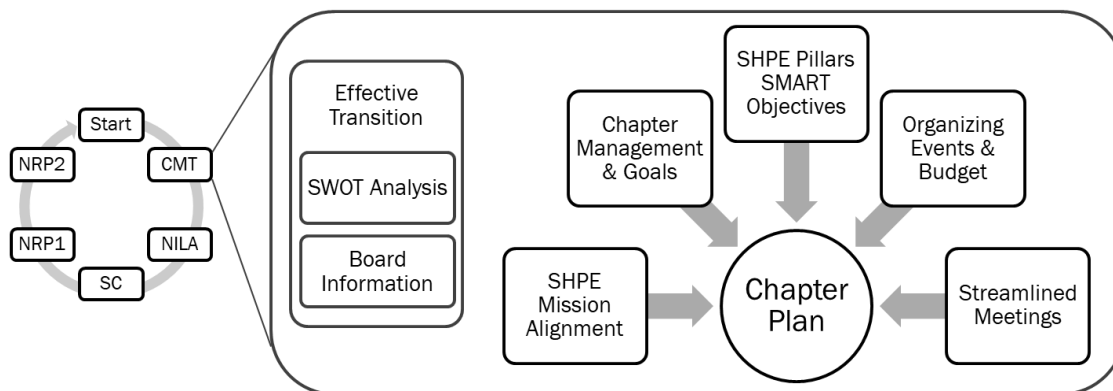 Start
CMT
NILA
SC
NRP1
NRP2
Effective
Transition
SWOT Analysis
Board
Information
SHPE
Mission
Alignment
Chapter
Management
& Goals
SHPE Pillars
SMART
Objectives
Organizing
Events &
Budget
Streamlined
Meetings
Chapter
Plan